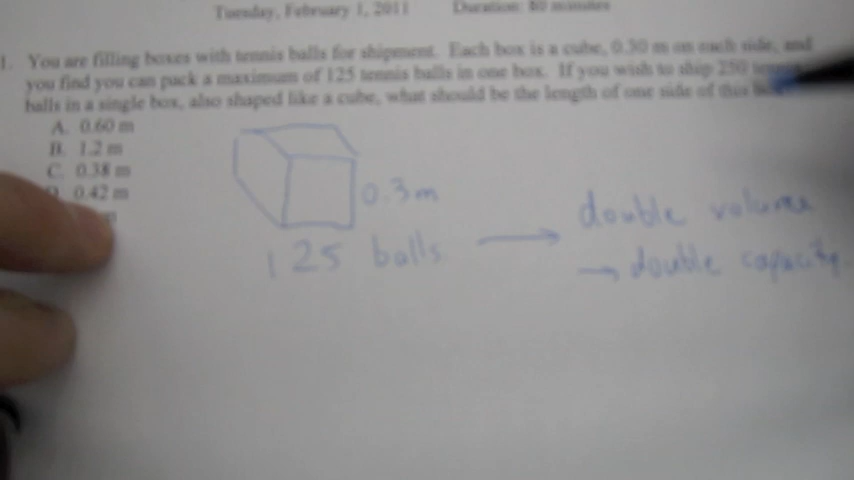 Tuesday, February 1, 2011 Duration: 80 minutes
1. You are filling boxes with tennis balls for shipment. Each box is a cube, 0.30 m on each side, and
you find you can pack a maximum of 125 tennis balls in one box. If you wish to ship 250 tennis
balls in a single box, also shaped like a cube, what should be the length of one side of this
A. 0.60 m
B. 1.2 m
C. 0.38 m
0.42 m
0.3m
125 balls → double volume
→ double capacity